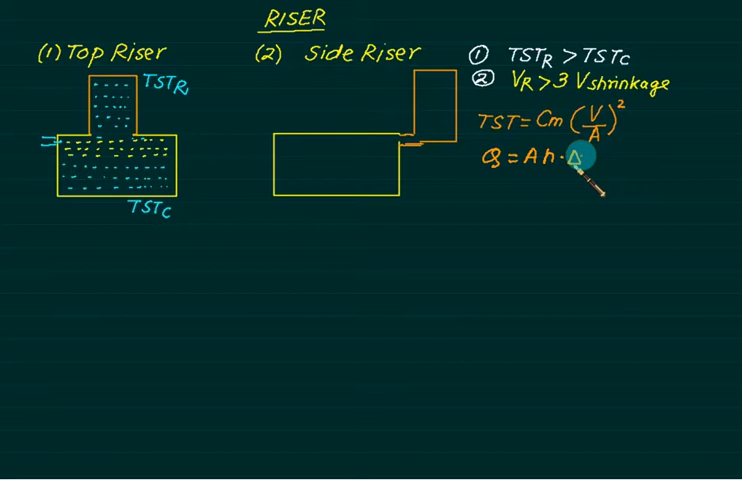 RISER
(1) Top Riser
(2) Side Riser
TSTR
TSTC
① TSTR > TSTC
② VR > 3 Vshrinkage
TST = Cm (V/A)²
Q = A h · Δ